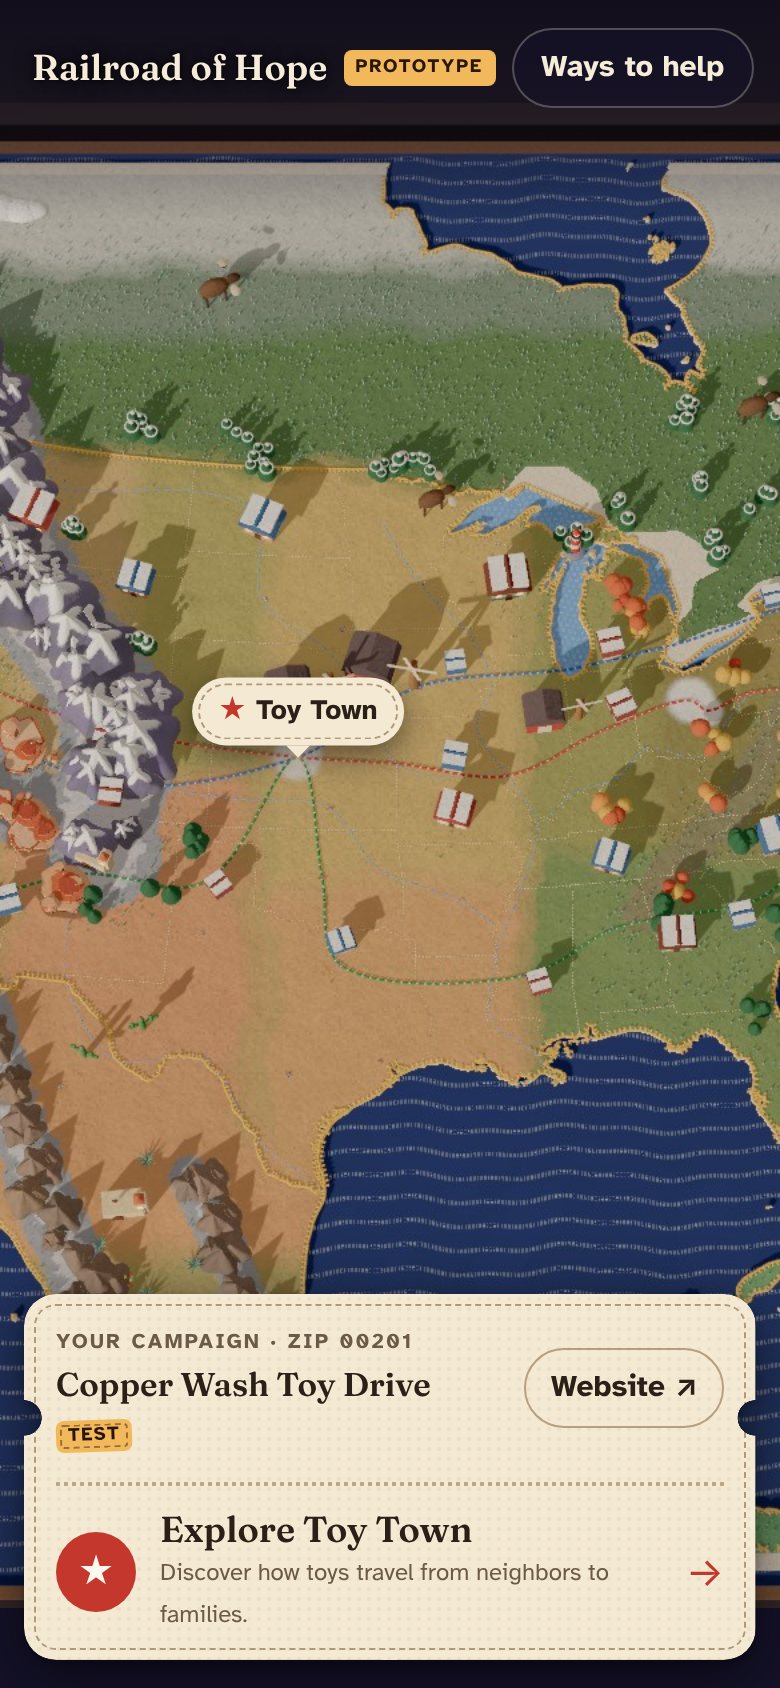 Railroad of Hope
PROTOTYPE
Ways to help
★ Toy Town
YOUR CAMPAIGN · ZIP 00201
Copper Wash Toy Drive
TEST
Website ↗
Explore Toy Town
Discover how toys travel from neighbors to
families.